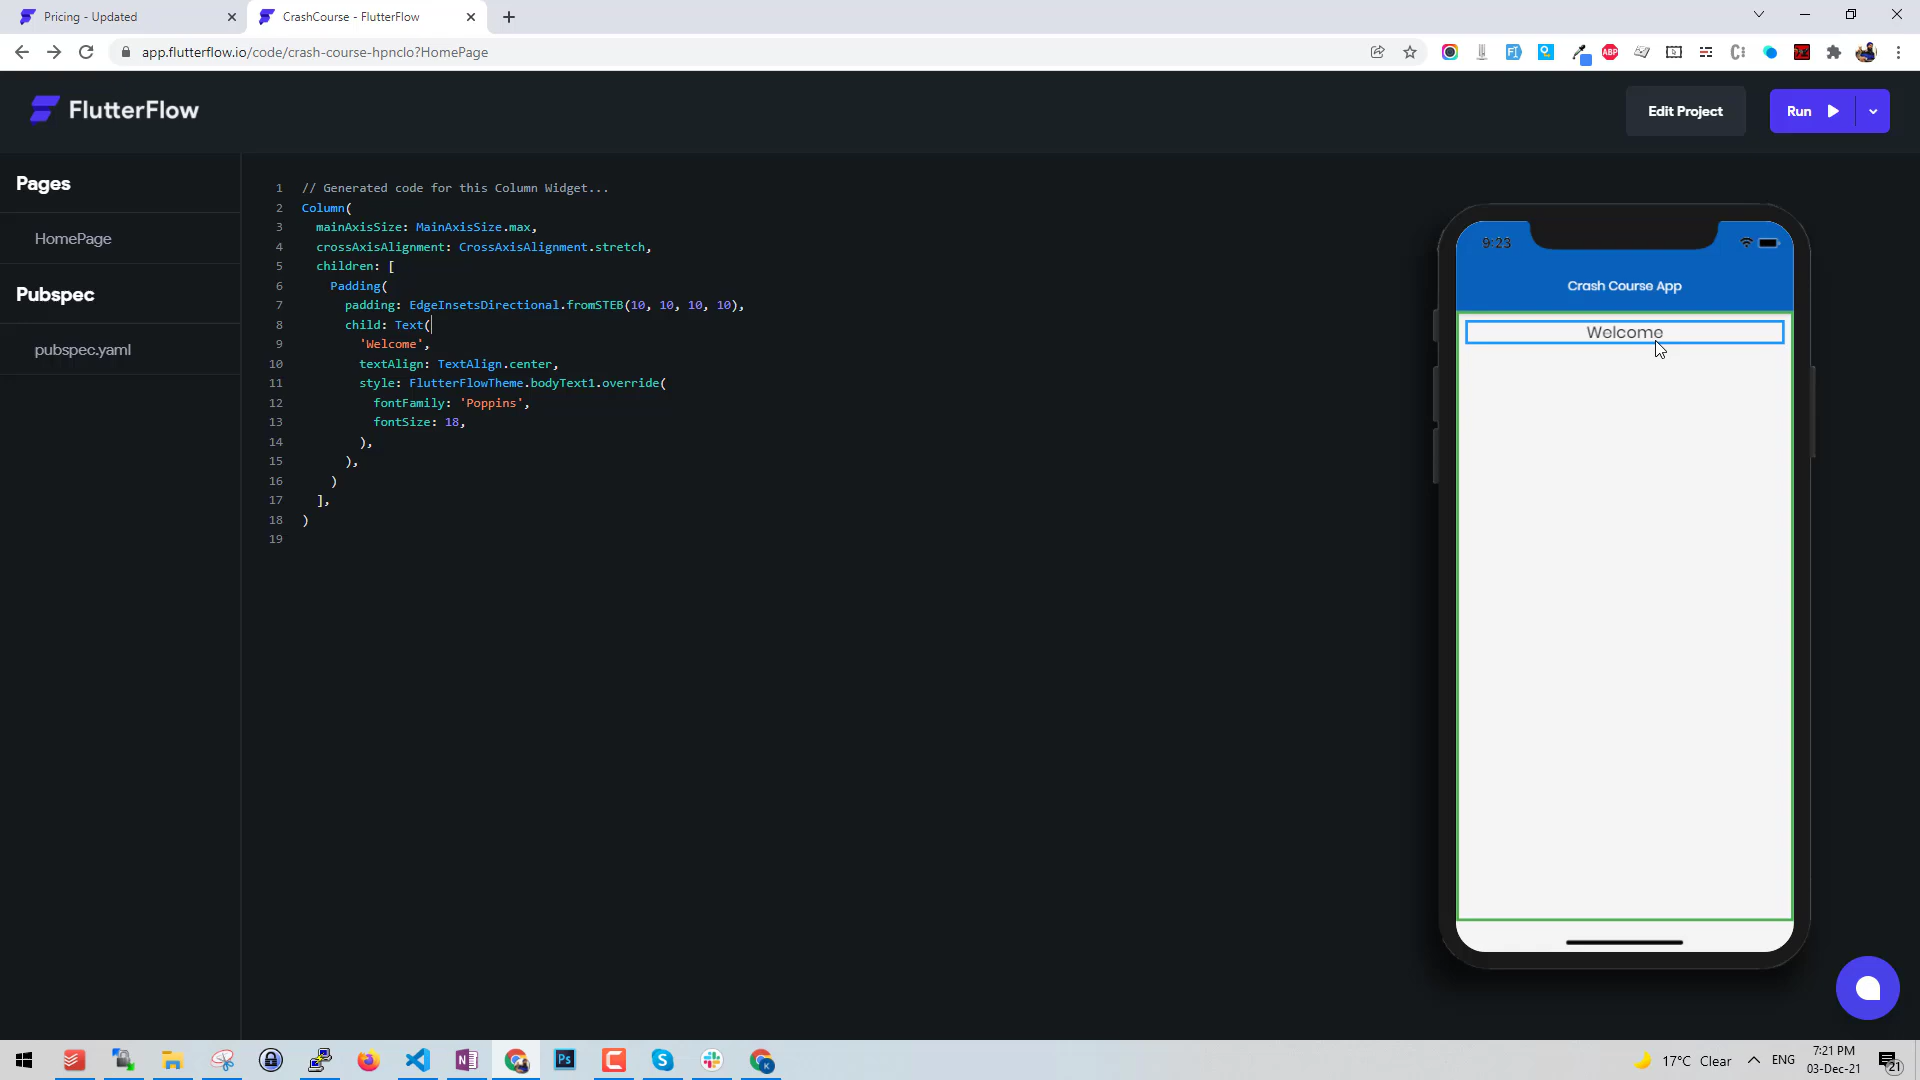 Pricing - Updated
CrashCourse - FlutterFlow
app.flutterflow.io/code/crash-course-hpnclo?HomePage
ABP
FlutterFlow
Edit Project
Run
Pages
HomePage
Pubspec
pubspec.yaml
1 // Generated code for this Column Widget...
2 Column(
3 mainAxisSize: MainAxisSize.max,
4 crossAxisAlignment: CrossAxisAlignment.stretch,
5 children: [
6 Padding(
7 padding: EdgeInsetsDirectional.fromSTEB(10, 10, 10, 10),
8 child: Text(
9 'Welcome',
10 textAlign: TextAlign.center,
11 style: FlutterFlowTheme.bodyText1.override(
12 fontFamily: 'Poppins',
13 fontSize: 18,
14 ),
15 ),
16 )
17 ],
18 )
19
9:23
Crash Course App
Welcome
Ps
17°C Clear
ENG
7:21 PM
03-Dec-21
21